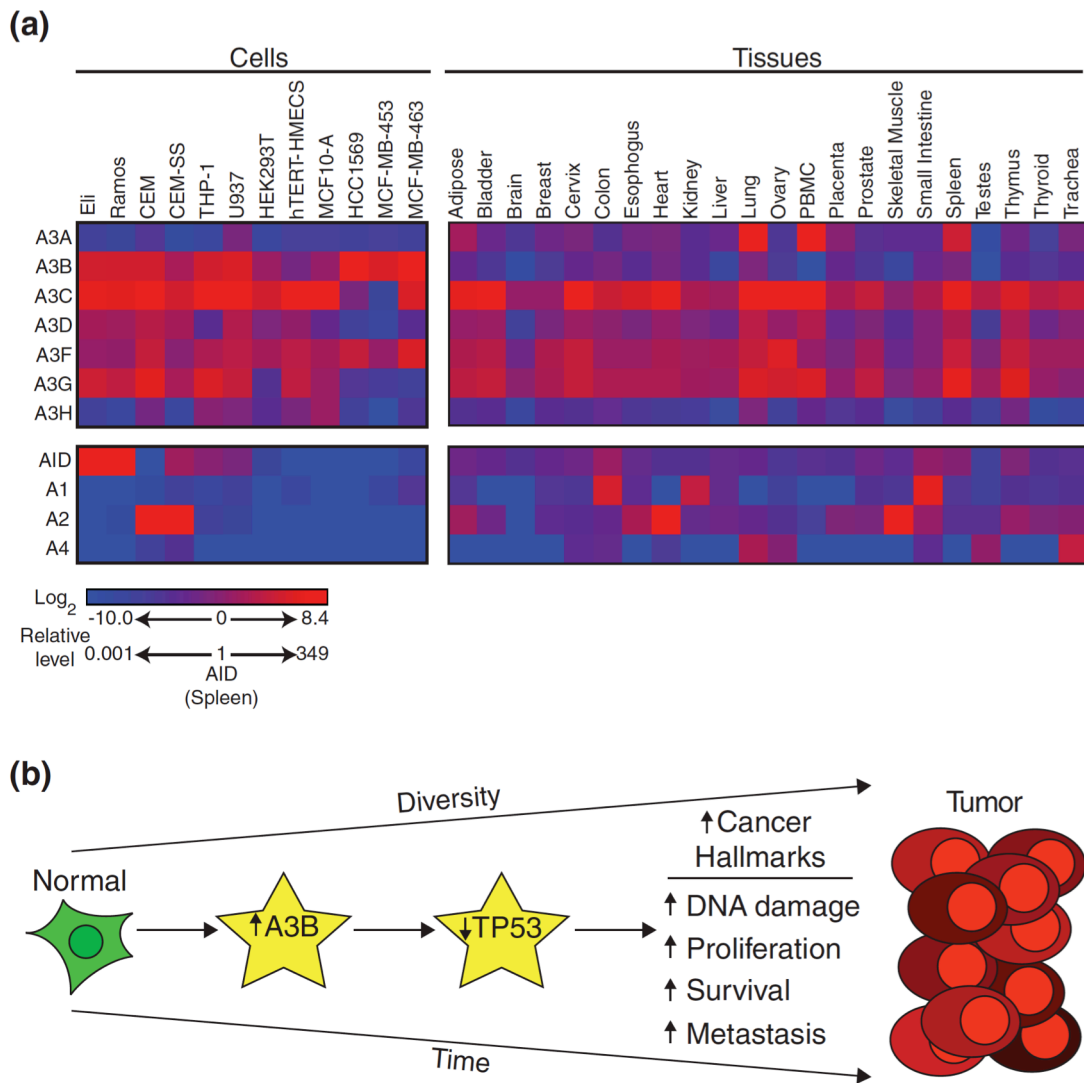 (a)
Cells
Tissues
Eli
Ramos
CEM
CEM-SS
THP-1
U937
HEK293T
hTERT-HMECS
MCF10-A
HCC1569
MCF-MB-453
MCF-MB-463
Adipose
Bladder
Brain
Breast
Cervix
Colon
Esophogus
Heart
Kidney
Liver
Lung
Ovary
PBMC
Placenta
Prostate
Skeletal Muscle
Small Intestine
Spleen
Testes
Thymus
Thyroid
Trachea
A3A
A3B
A3C
A3D
A3F
A3G
A3H
AID
A1
A2
A4
Log2
-10.0 0 8.4
Relative
level
0.001 1 349
AID
(Spleen)
(b)
Diversity
Normal
↑A3B
↓TP53
↑Cancer
Hallmarks
↑ DNA damage
↑ Proliferation
↑ Survival
↑ Metastasis
Tumor
Time